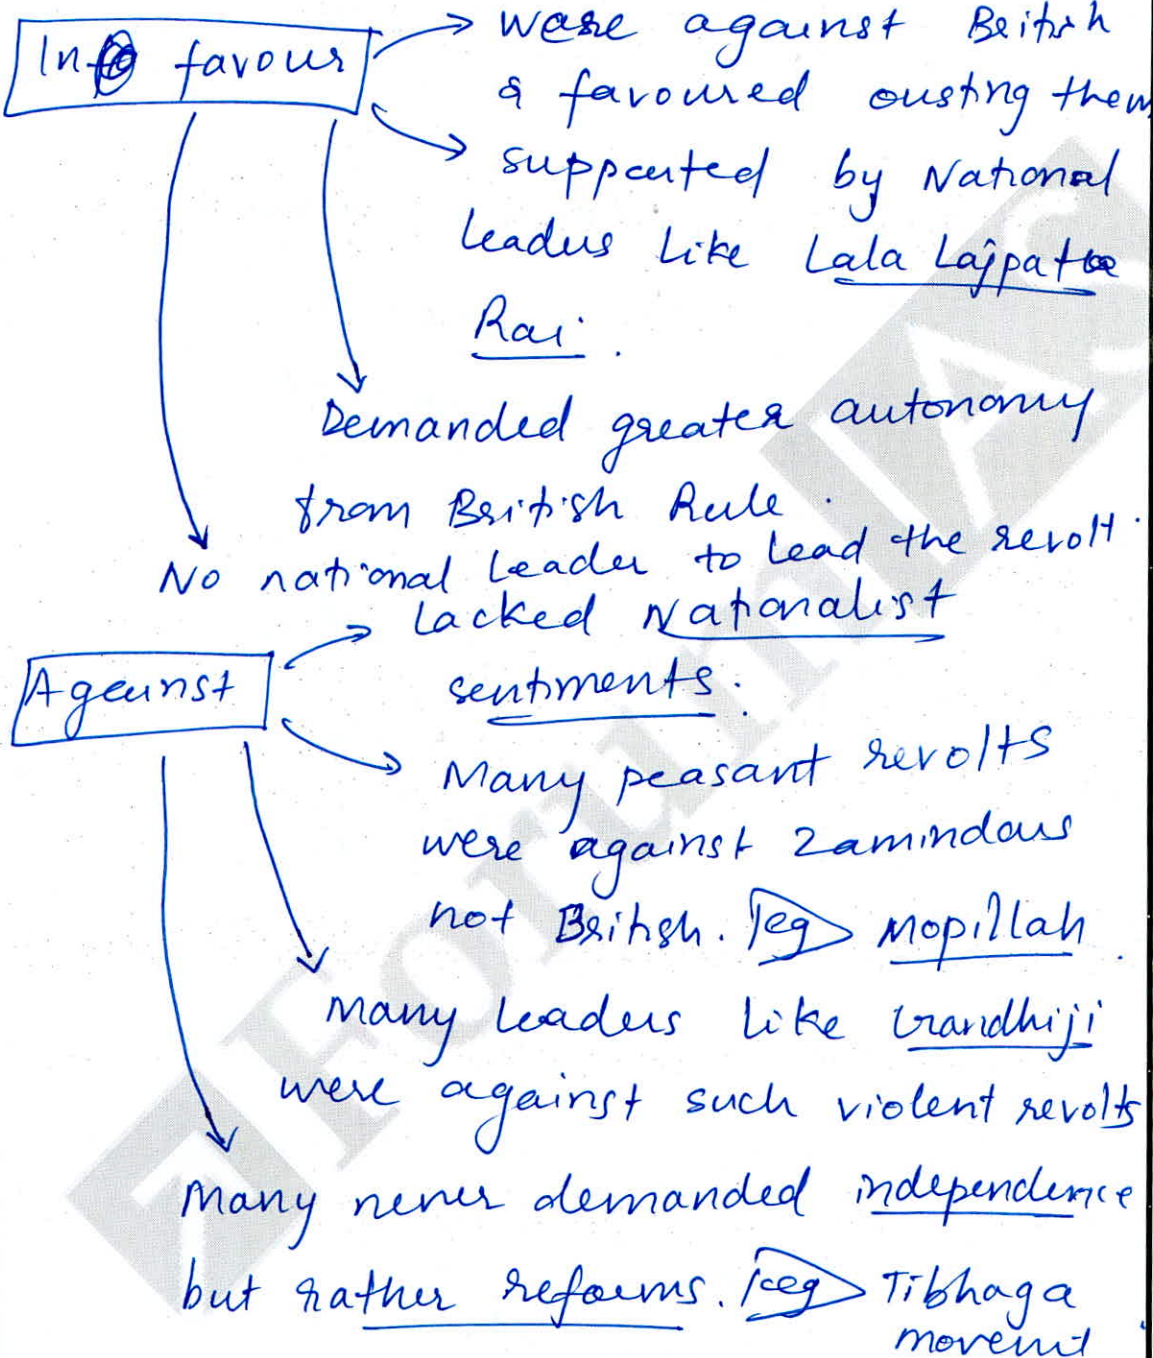 In favour
were against British
& favoured ousting them
supported by National
leaders like Lala Lajpat
Rai.
Demanded greater autonomy
from British Rule.
No national leader to lead the revolt.
Against
Lacked Nationalist
sentiments.
Many peasant revolts
were against zamindars
not British. eg Mopillah.
Many leaders like Gandhiji
were against such violent revolts
Many never demanded independence
but rather reforms. eg Tibhaga
movemt
Forum IAS